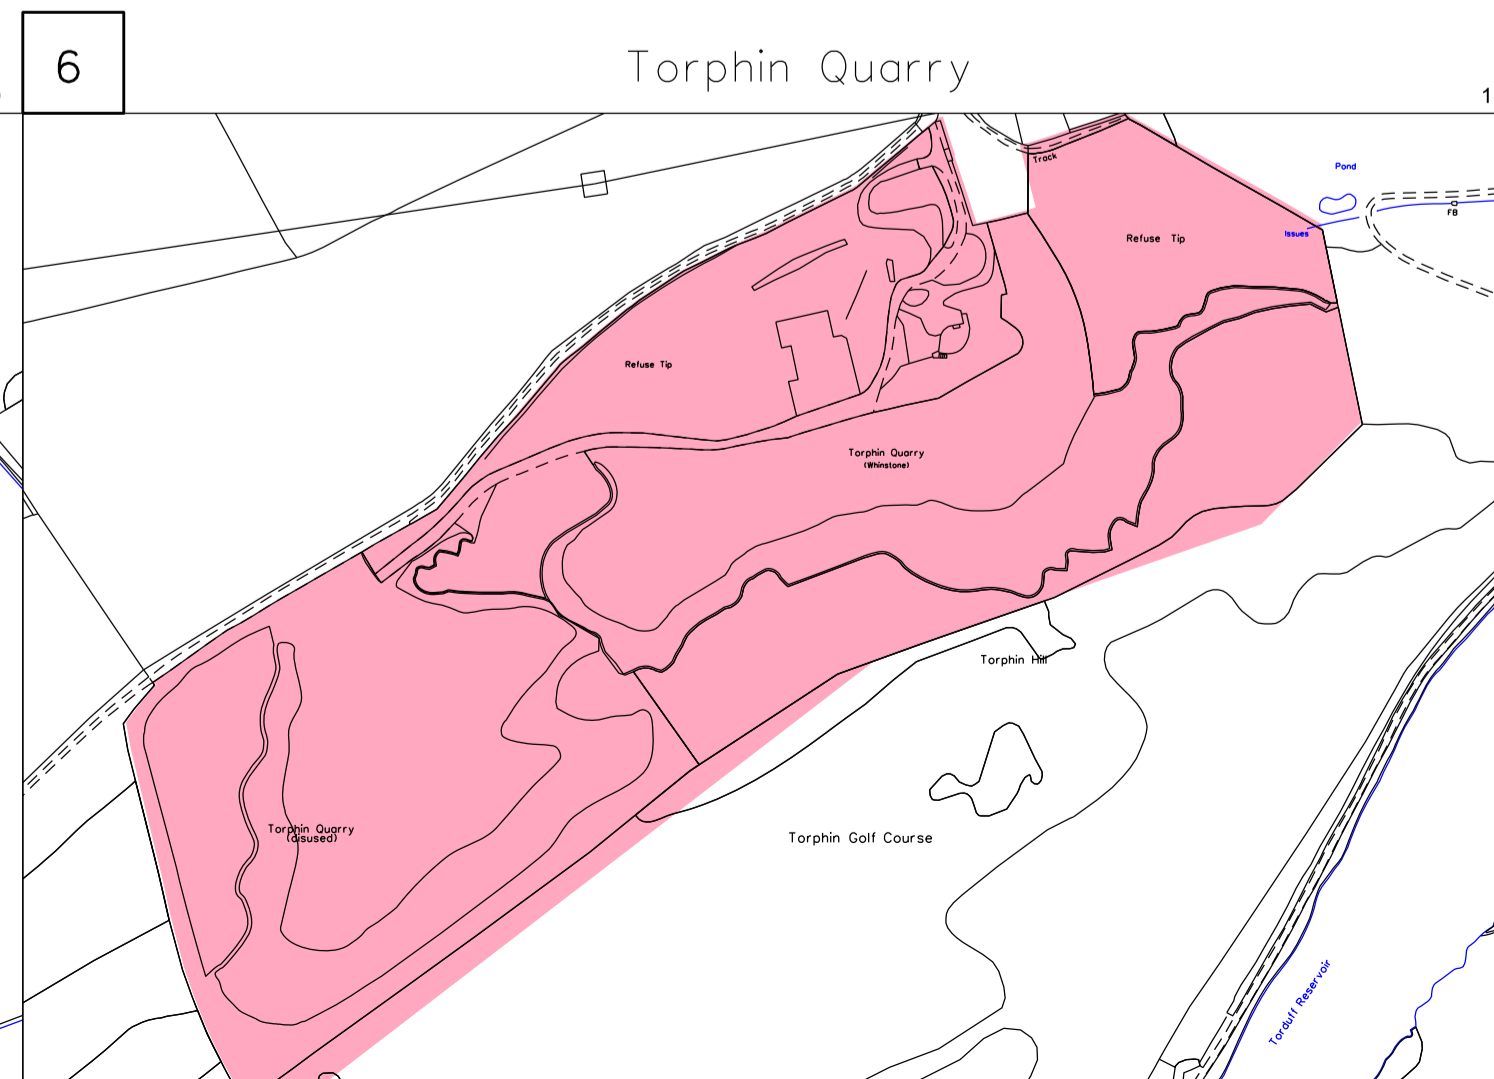 6
Torphin Quarry
1
Track
Pond
FB
Issues
Refuse Tip
Refuse Tip
Torphin Quarry
(Whinstone)
Torphin Hill
Torphin Quarry
(disused)
Torphin Golf Course
Torduff Reservoir